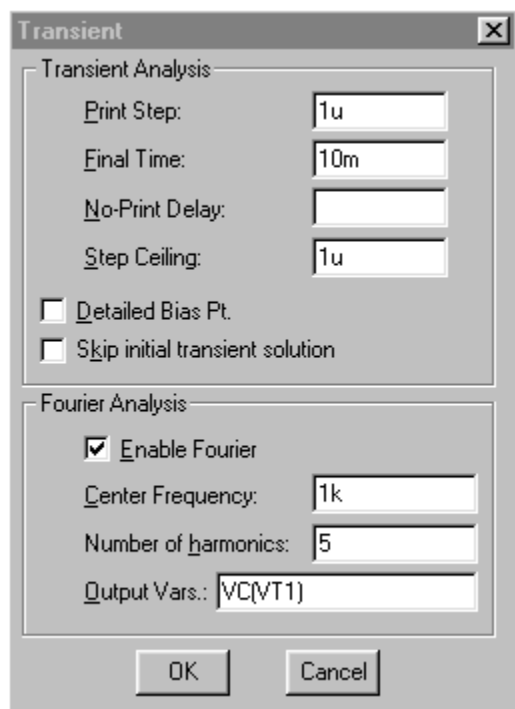 Transient
Transient Analysis
Print Step: 1u
Final Time: 10m
No-Print Delay:
Step Ceiling: 1u
Detailed Bias Pt.
Skip initial transient solution
Fourier Analysis
Enable Fourier
Center Frequency: 1k
Number of harmonics: 5
Output Vars.: VC(VT1)
OK Cancel